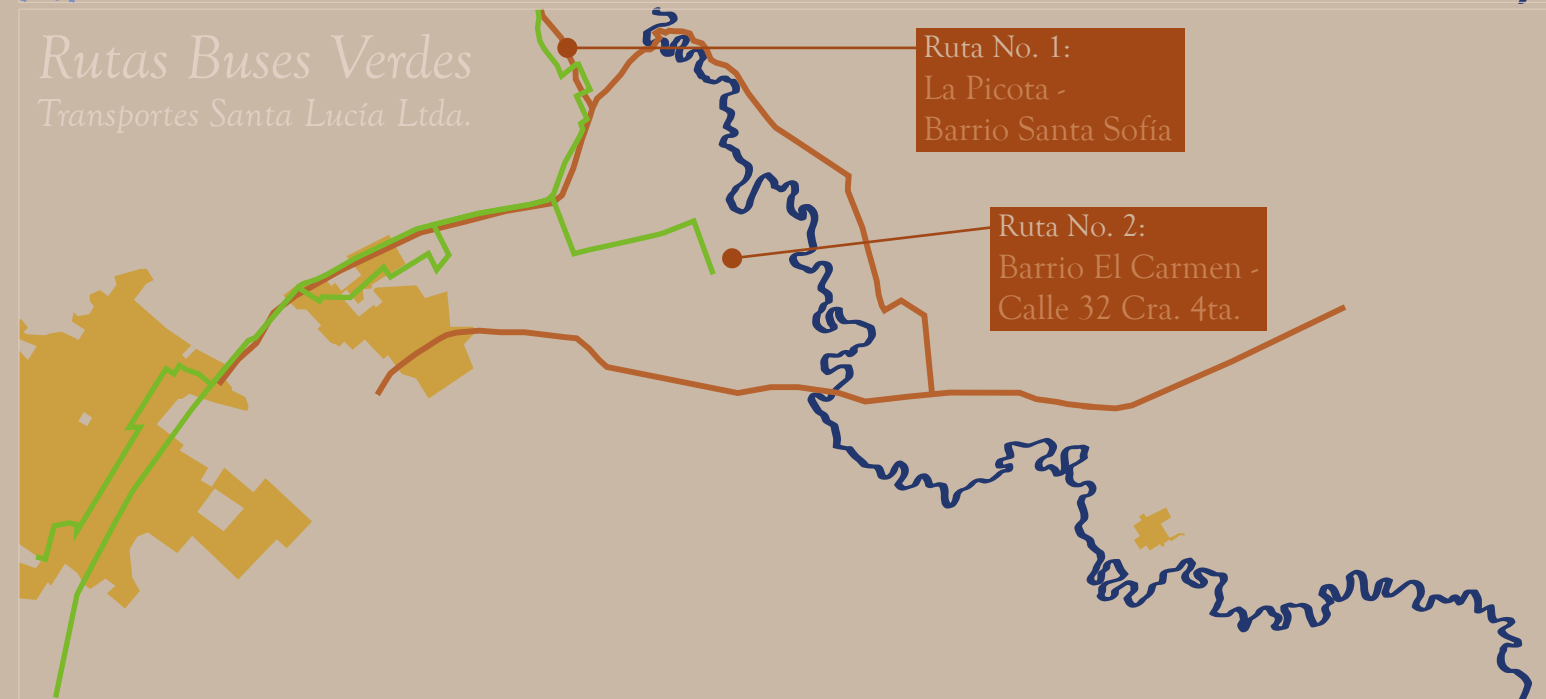 Rutas Buses Verdes
Transportes Santa Lucía Ltda.
Ruta No. 1:
La Picota -
Barrio Santa Sofía
Ruta No. 2:
Barrio El Carmen -
Calle 32 Cra. 4ta.